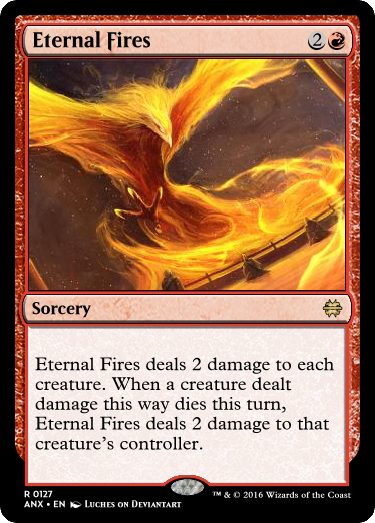 Eternal Fires 2
Sorcery
Eternal Fires deals 2 damage to each
creature. When a creature dealt
damage this way dies this turn,
Eternal Fires deals 2 damage to that
creature's controller.
R 0127
ANX • EN Luches on Deviantart
™ & © 2016 Wizards of the Coast